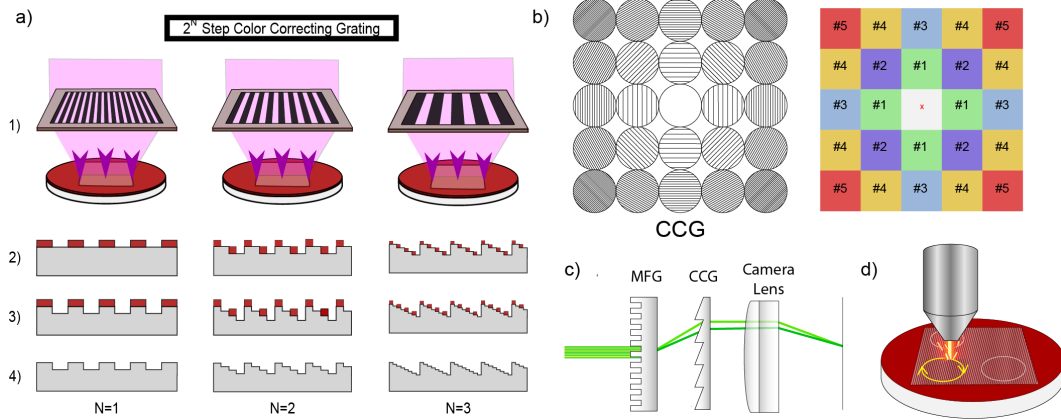 a)
2^N Step Color Correcting Grating
1)
2)
3)
4)
N=1 N=2 N=3
b)
CCG
#5 #4 #3 #4 #5
#4 #2 #1 #2 #4
#3 #1 x #1 #3
#4 #2 #1 #2 #4
#5 #4 #3 #4 #5
c)
MFG CCG Camera
Lens
d)